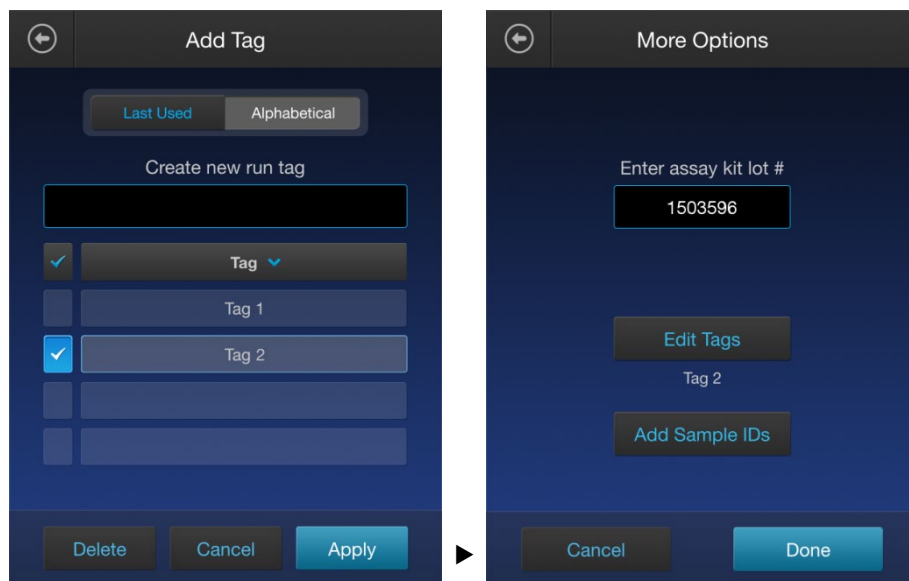 Add Tag
Last Used Alphabetical
Create new run tag
Tag
Tag 1
Tag 2
Delete Cancel Apply
More Options
Enter assay kit lot #
1503596
Edit Tags
Tag 2
Add Sample IDs
Cancel Done